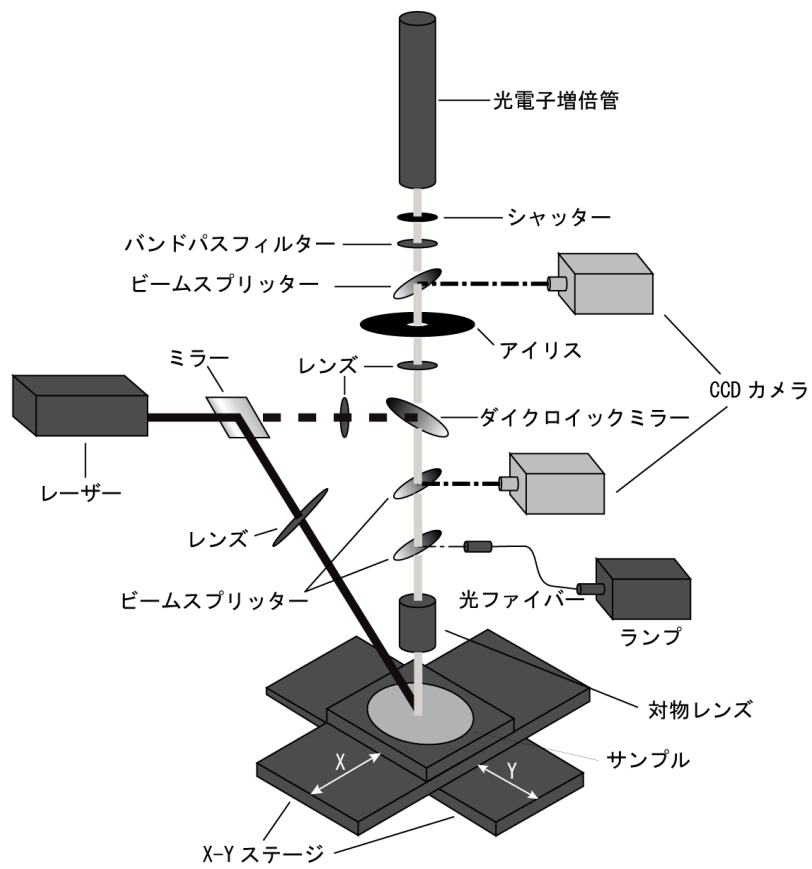 光電子増倍管
シャッター
バンドパスフィルター
ビームスプリッター
アイリス
ミラー
レンズ
CCD カメラ
ダイクロイックミラー
レーザー
レンズ
ビームスプリッター
光ファイバー
ランプ
対物レンズ
サンプル
X
Y
X-Y ステージ